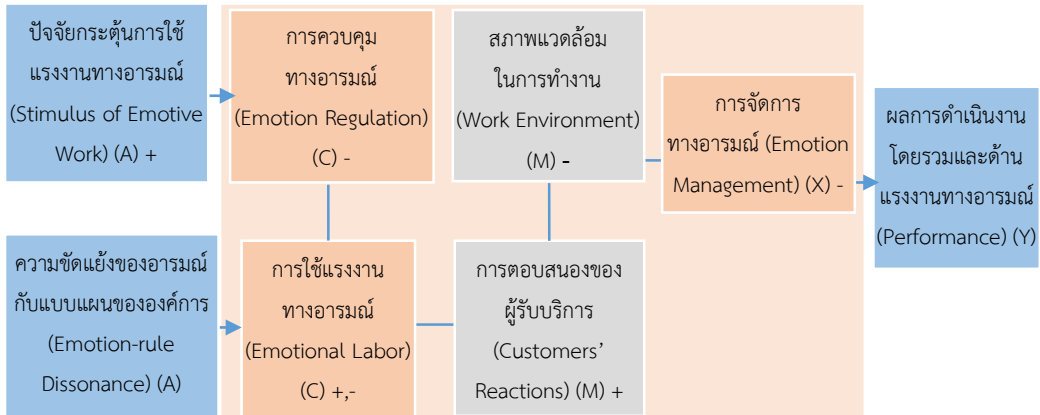 ปัจจัยกระตุ้นการใช้
แรงงานทางอารมณ์
(Stimulus of Emotive
Work) (A) +
การควบคุม
ทางอารมณ์
(Emotion Regulation)
(C) -
สภาพแวดล้อม
ในการทำงาน
(Work Environment)
(M) -
การจัดการ
ทางอารมณ์ (Emotion
Management) (X) -
ผลการดำเนินงาน
โดยรวมและด้าน
แรงงานทางอารมณ์
(Performance) (Y)
ความขัดแย้งของอารมณ์
กับแบบแผนขององค์การ
(Emotion-rule
Dissonance) (A)
การใช้แรงงาน
ทางอารมณ์
(Emotional Labor)
(C) +,-
การตอบสนองของ
ผู้รับบริการ
(Customers’
Reactions) (M) +